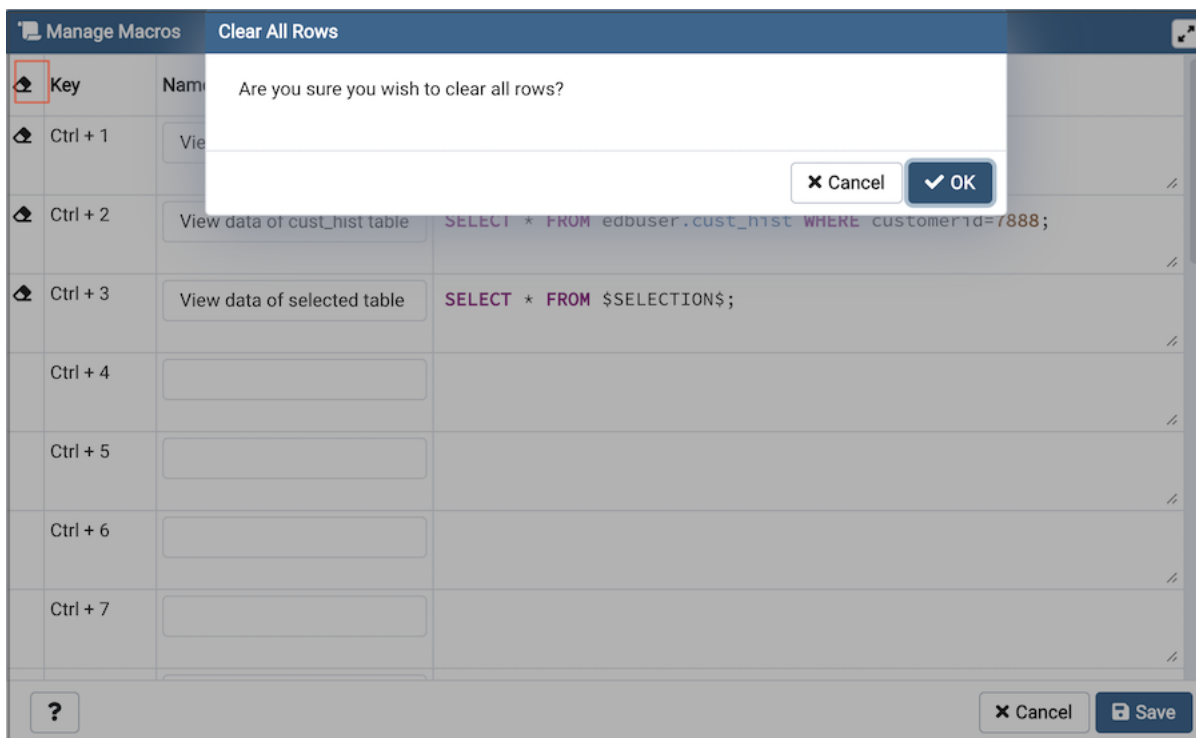 Manage Macros
Clear All Rows
Key
Are you sure you wish to clear all rows?
Ctrl + 1
Cancel
OK
Ctrl + 2
View data of cust_hist table
SELECT * FROM edbuser.cust_hist WHERE customerid=7888;
Ctrl + 3
View data of selected table
SELECT * FROM $SELECTION$;
Ctrl + 4
Ctrl + 5
Ctrl + 6
Ctrl + 7
?
Cancel
Save